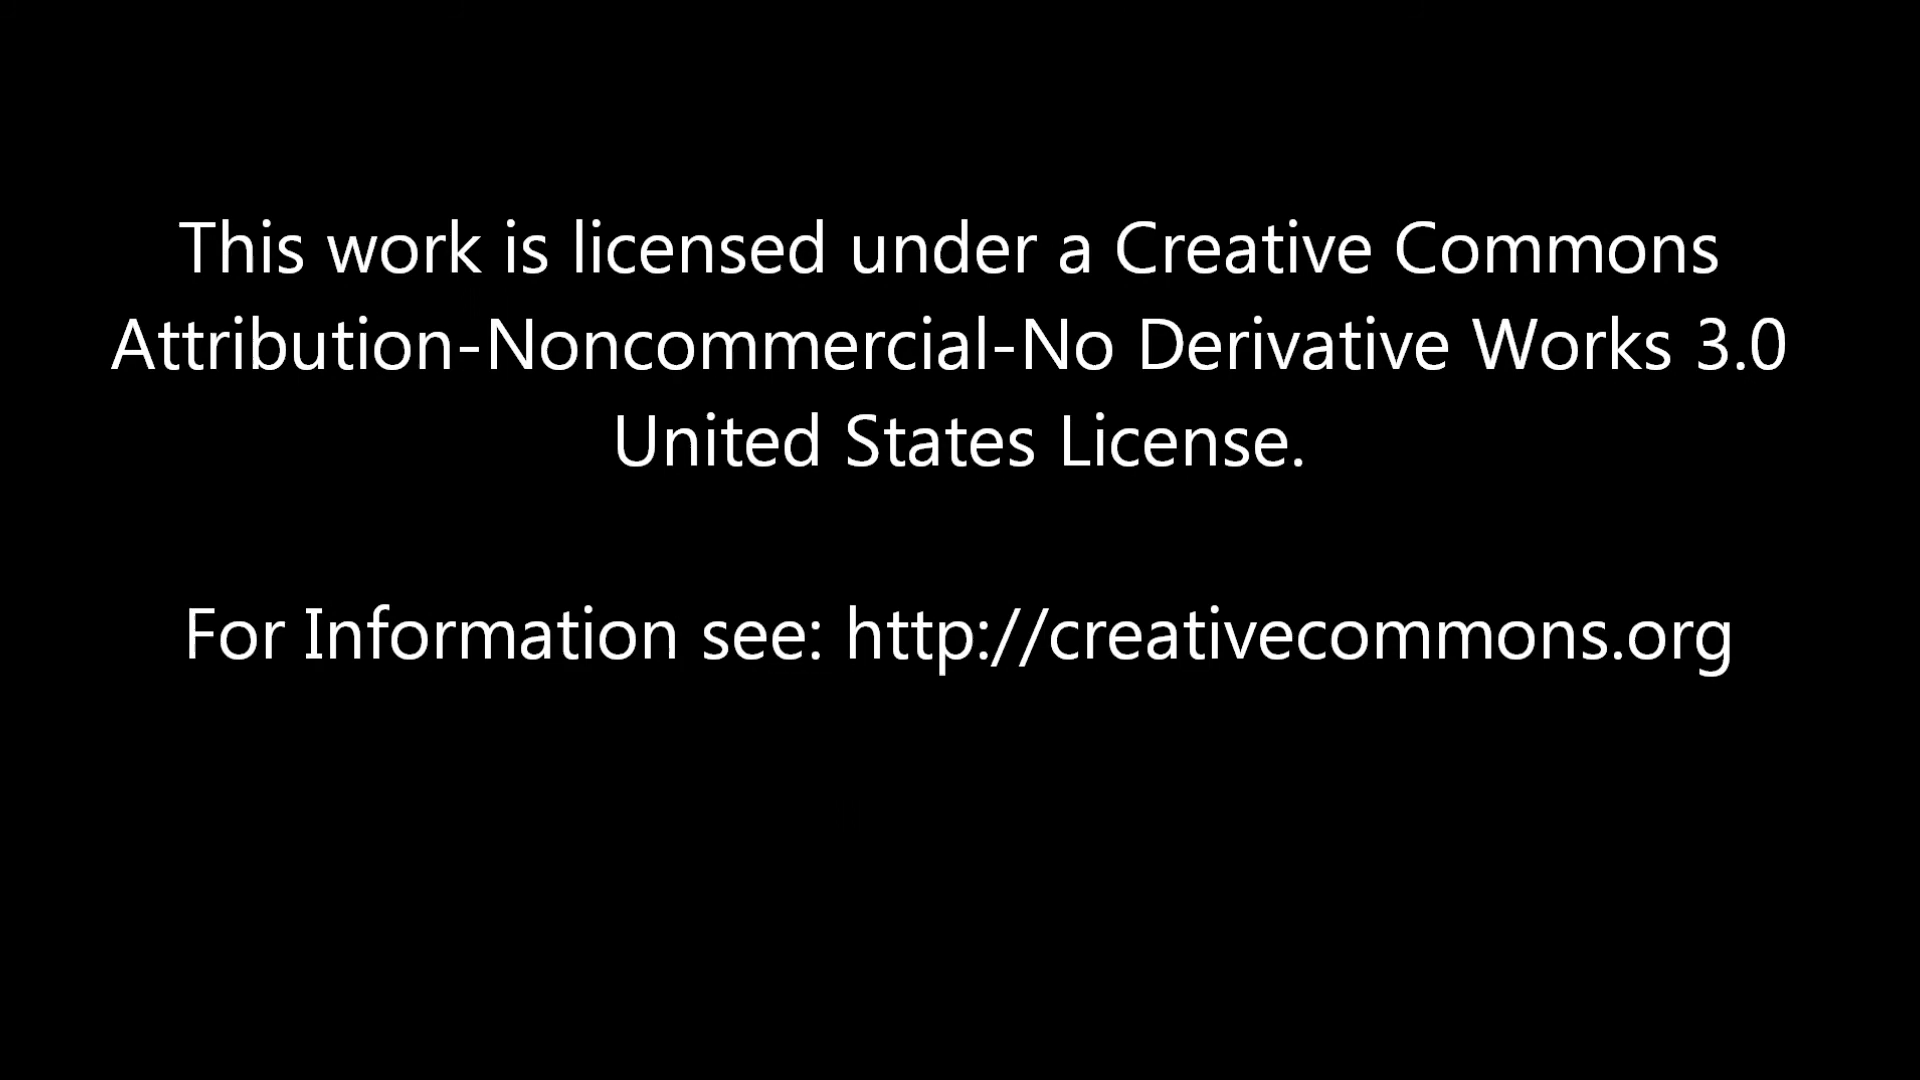 This work is licensed under a Creative Commons
Attribution-Noncommercial-No Derivative Works 3.0
United States License.
For Information see: http://creativecommons.org